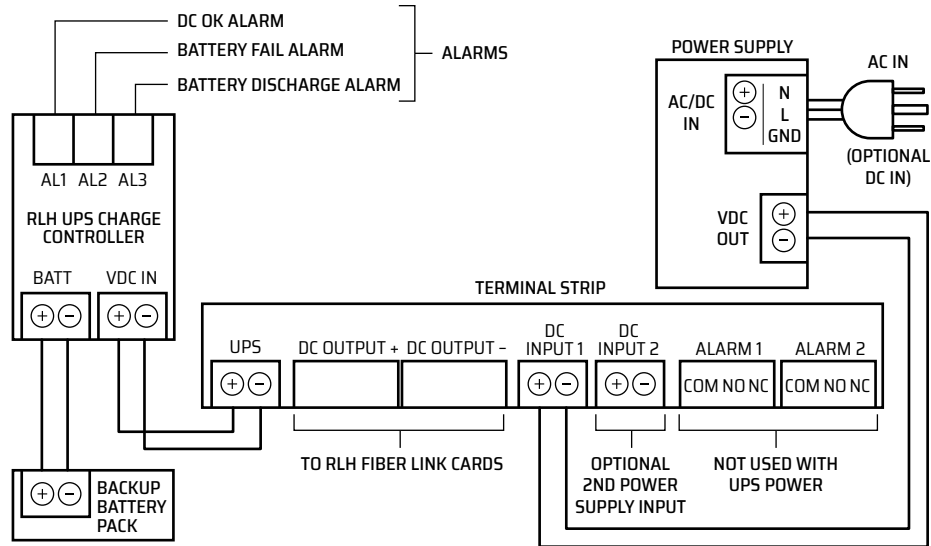 DC OK ALARM
BATTERY FAIL ALARM
BATTERY DISCHARGE ALARM
ALARMS
AL1 AL2 AL3
RLH UPS CHARGE
CONTROLLER
BATT
+ −
VDC IN
+ −
+ −
BACKUP
BATTERY
PACK
POWER SUPPLY
AC/DC
IN
+ N
− L
GND
AC IN
(OPTIONAL
DC IN)
VDC
OUT
+
−
TERMINAL STRIP
UPS
+ −
DC OUTPUT +
DC OUTPUT −
DC
INPUT 1
+ −
DC
INPUT 2
+ −
ALARM 1
COM NO NC
ALARM 2
COM NO NC
TO RLH FIBER LINK CARDS
OPTIONAL
2ND POWER
SUPPLY INPUT
NOT USED WITH
UPS POWER